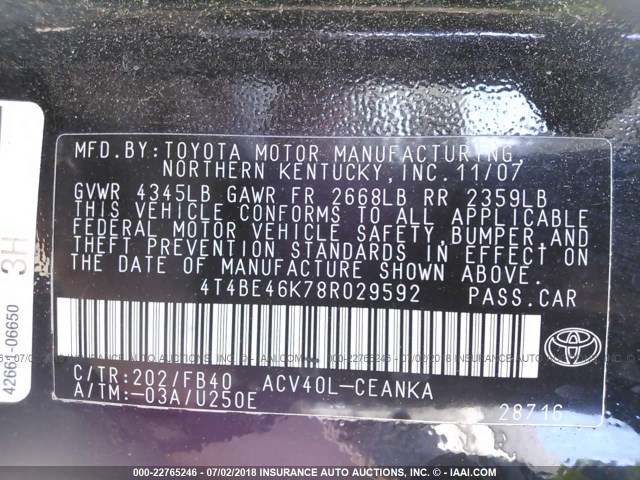 MFD.BY:TOYOTA MOTOR MANUFACTURING,
NORTHERN KENTUCKY,INC.11/07
GVWR 4345LB GAWR FR 2668LB RR 2359LB
THIS VEHICLE CONFORMS TO ALL APPLICABLE
FEDERAL MOTOR VEHICLE SAFETY,BUMPER,AND
THEFT PREVENTION STANDARDS IN EFFECT ON
THE DATE OF MANUFACTURE SHOWN ABOVE.
4T4BE46K78R029592 PASS.CAR
C/TR:202/FB40 ACV40L-CEANKA
A/TM:-03A/U250E
28716
42661-06650
3H
000-22765246 - 07/02/2018 INSURANCE AUTO AUCTIONS, INC. - IAAI.COM